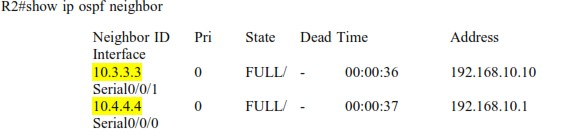 R2#show ip ospf neighbor
Neighbor ID Pri State Dead Time Address
Interface
10.3.3.3 0 FULL/ - 00:00:36 192.168.10.10
Serial0/0/1
10.4.4.4 0 FULL/ - 00:00:37 192.168.10.1
Serial0/0/0